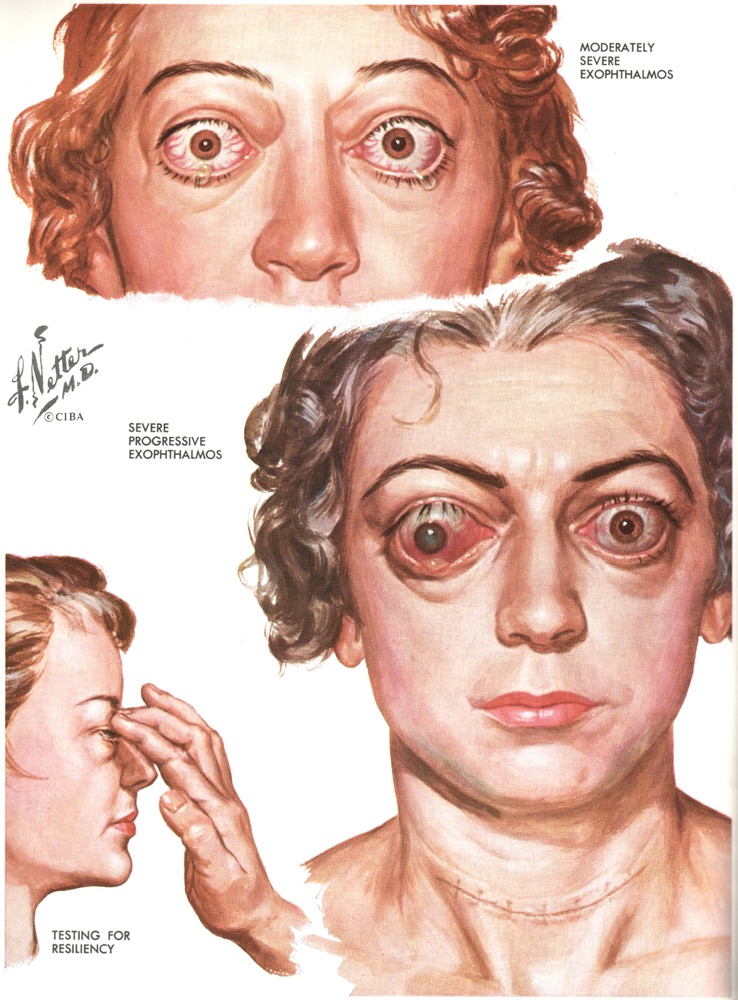 MODERATELY
SEVERE
EXOPHTHALMOS
F. Netter
M.D.
© CIBA
SEVERE
PROGRESSIVE
EXOPHTHALMOS
TESTING FOR
RESILIENCY